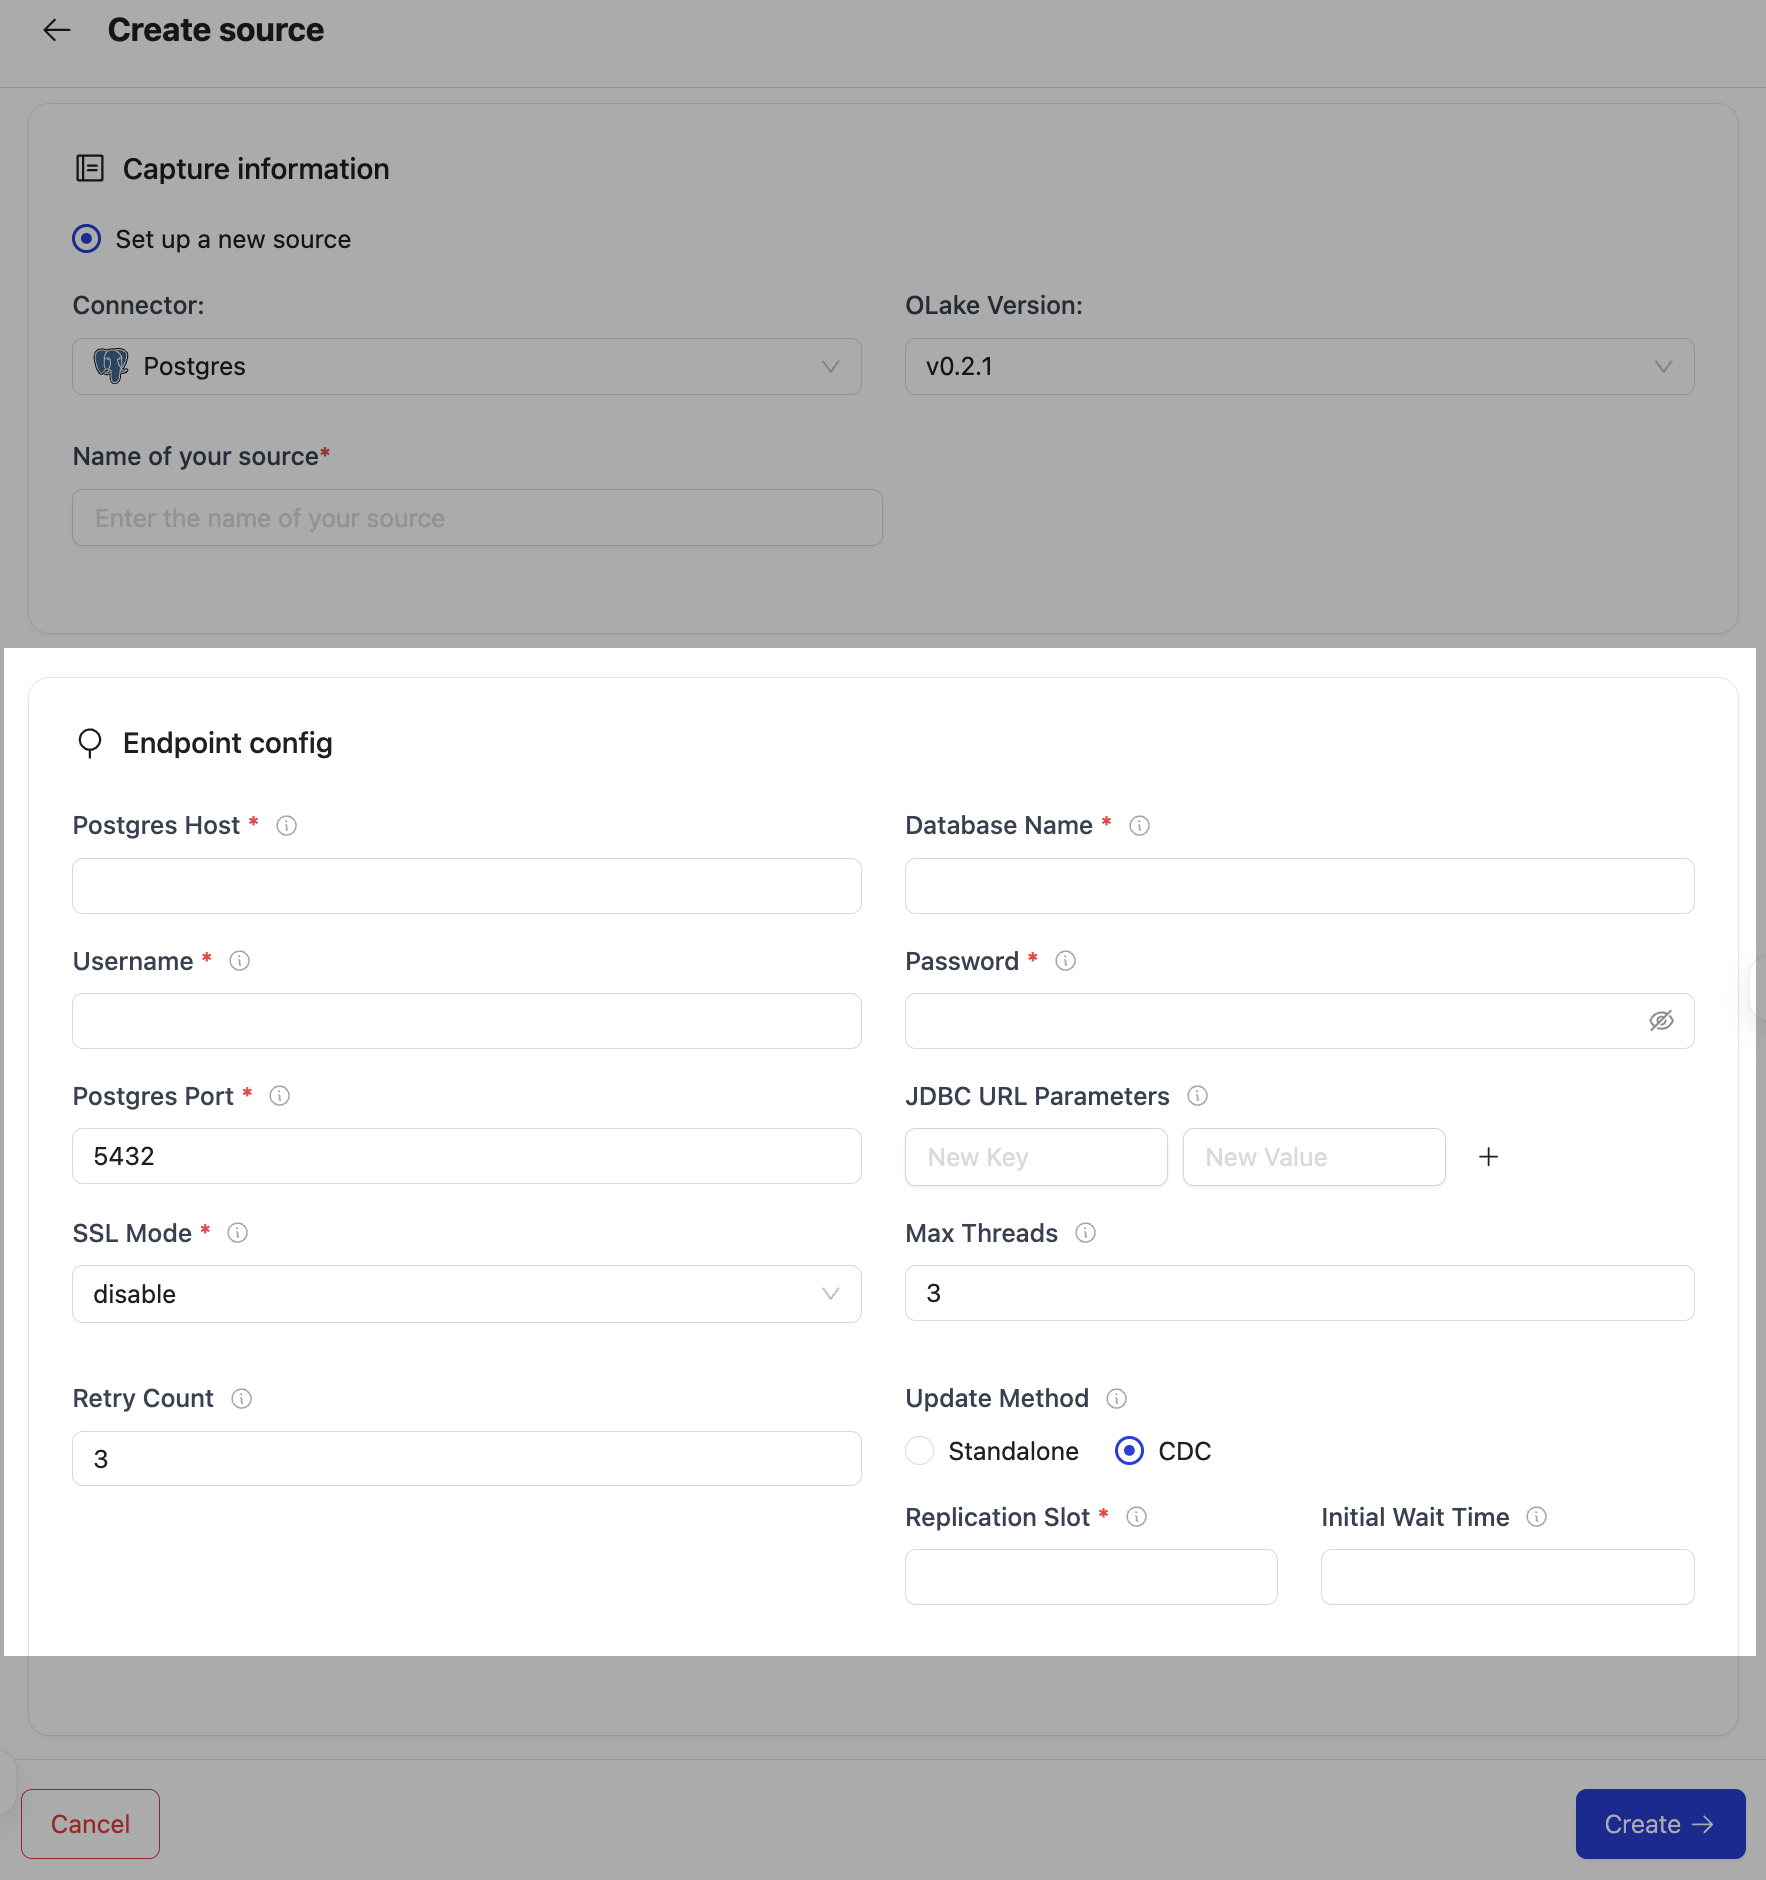 Create source
Capture information
Set up a new source
Connector:
OLake Version:
Postgres
v0.2.1
Name of your source*
Enter the name of your source
Endpoint config
Postgres Host *
Database Name *
Username *
Password *
Postgres Port *
JDBC URL Parameters
5432
New Key
New Value
SSL Mode *
Max Threads
disable
3
Retry Count
Update Method
3
Standalone
CDC
Replication Slot *
Initial Wait Time
Cancel
Create